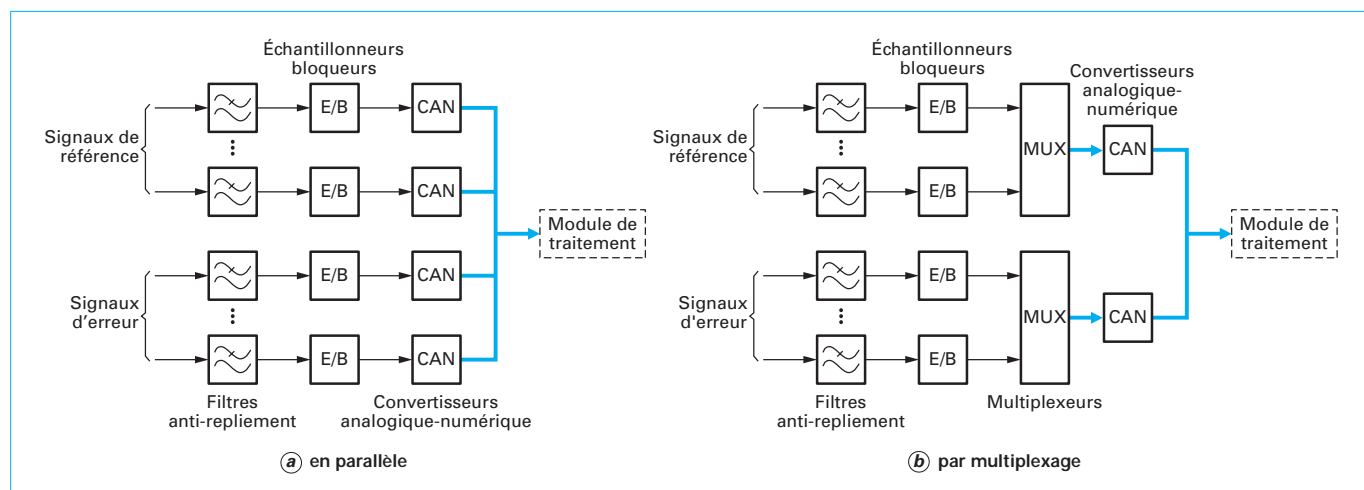 Échantillonneurs
bloqueurs
E/B
CAN
Signaux de
référence
E/B
CAN
Module de
traitement
E/B
CAN
Signaux
d’erreur
E/B
CAN
Filtres
anti-repliement
Convertisseurs
analogique-numérique
a en parallèle
Échantillonneurs
bloqueurs
Convertisseurs
analogique-
numérique
E/B
Signaux de
référence
MUX
CAN
E/B
Module de
traitement
E/B
Signaux
d'erreur
MUX
CAN
E/B
Filtres
anti-repliement
Multiplexeurs
b par multiplexage